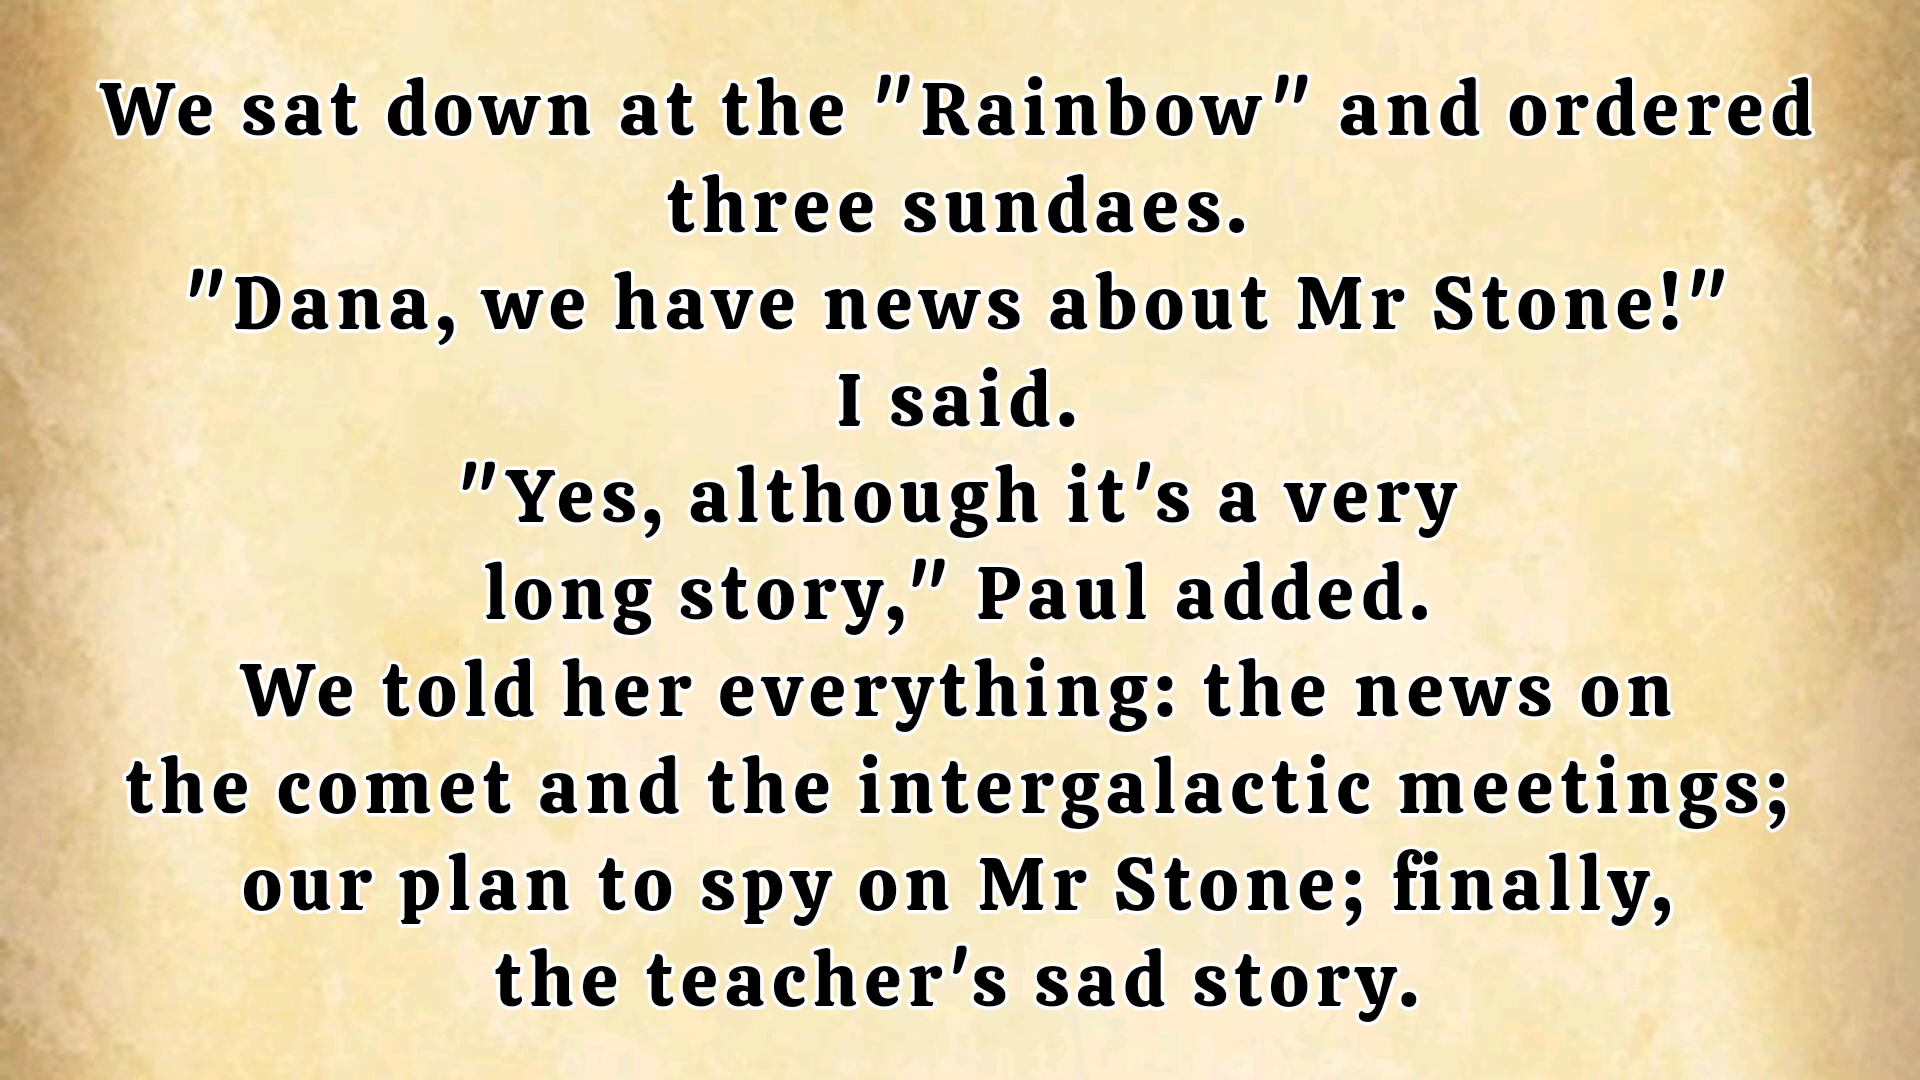 We sat down at the "Rainbow" and ordered
three sundaes.
"Dana, we have news about Mr Stone!"
I said.
"Yes, although it's a very
long story," Paul added.
We told her everything: the news on
the comet and the intergalactic meetings;
our plan to spy on Mr Stone; finally,
the teacher's sad story.